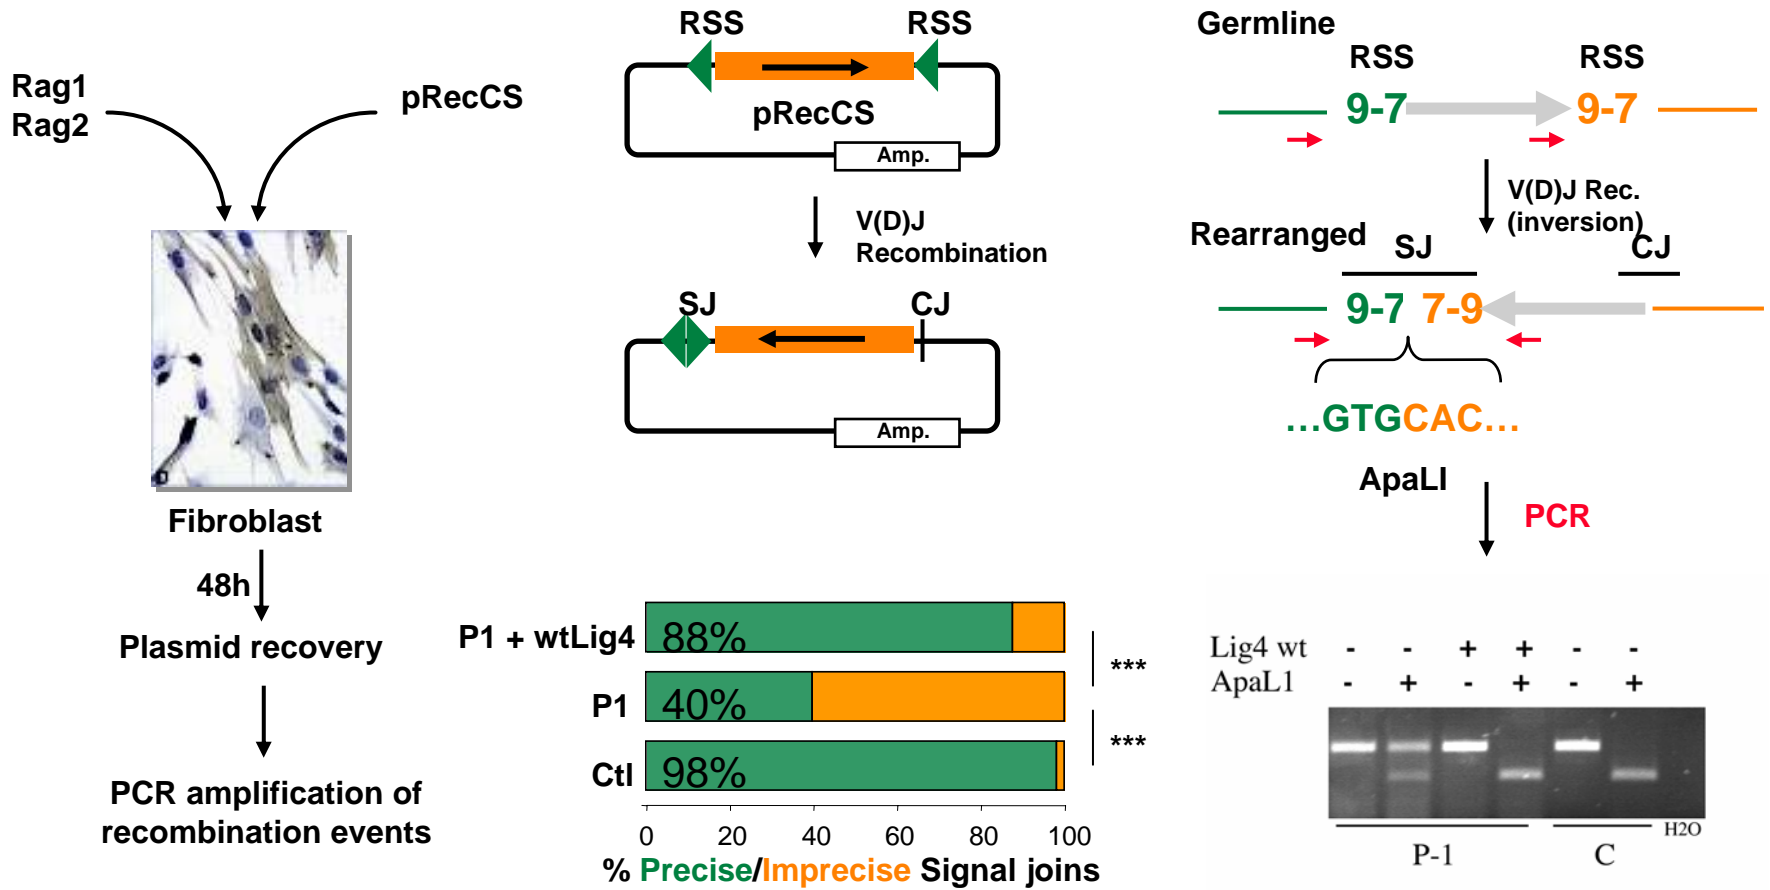 Rag1
Rag2
pRecCS
Fibroblast
48h
Plasmid recovery
PCR amplification of
recombination events
RSS RSS
pRecCS
Amp.
V(D)J
Recombination
SJ CJ
Amp.
P1 + wtLig4 88%
***
P1 40%
***
Ctl 98%
0 20 40 60 80 100
% Precise/Imprecise Signal joins
Germline
RSS RSS
9-7 9-7
V(D)J Rec.
(inversion)
Rearranged
SJ CJ
9-7 7-9
...GTGCAC...
ApaLI
PCR
Lig4 wt - - + + - -
ApaL1 - + - + - +
H2O
P-1 C